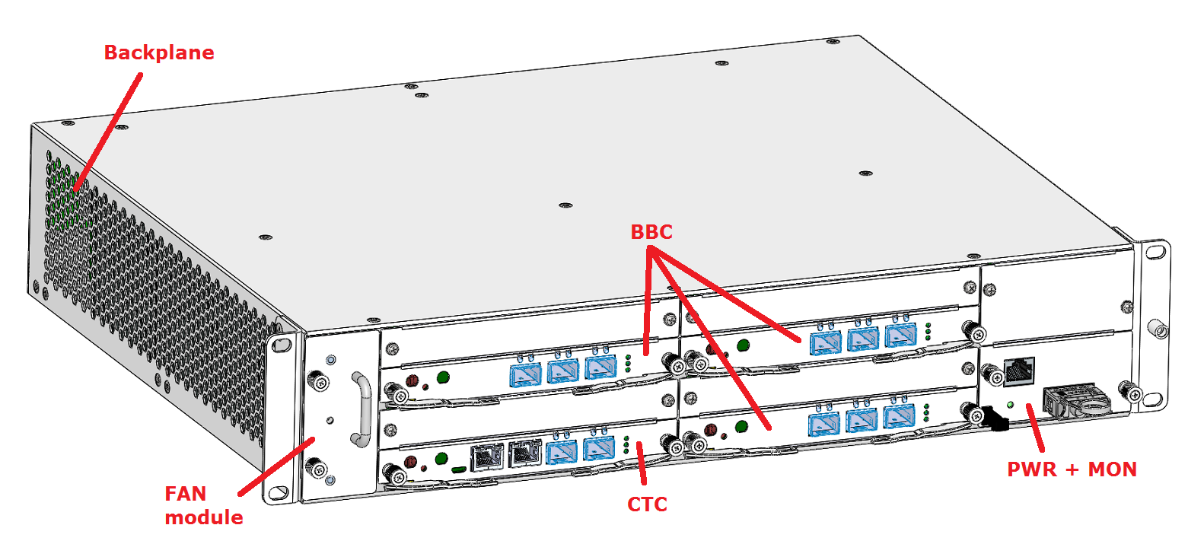 Backplane
BBC
FAN
module
CTC
PWR + MON